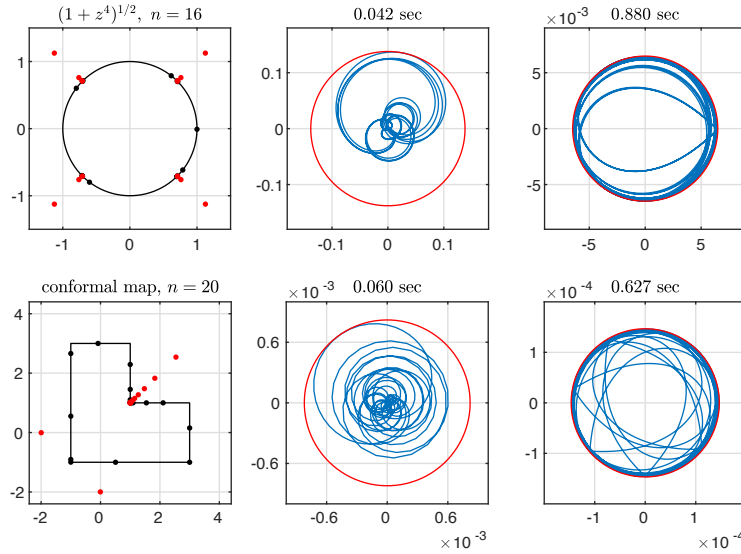 (1 + z^4)^{1/2}, n = 16
1
0
-1
-1 0 1
0.042 sec
0.1
0
-0.1
-0.1 0 0.1
0.880 sec
×10^{-3}
5
0
-5
-5 0 5
conformal map, n = 20
4
2
0
-2
-2 0 2 4
0.060 sec
×10^{-3}
0.6
0
-0.6
-0.6 0 0.6
×10^{-3}
0.627 sec
×10^{-4}
1
0
-1
-1 0 1
×10^{-4}